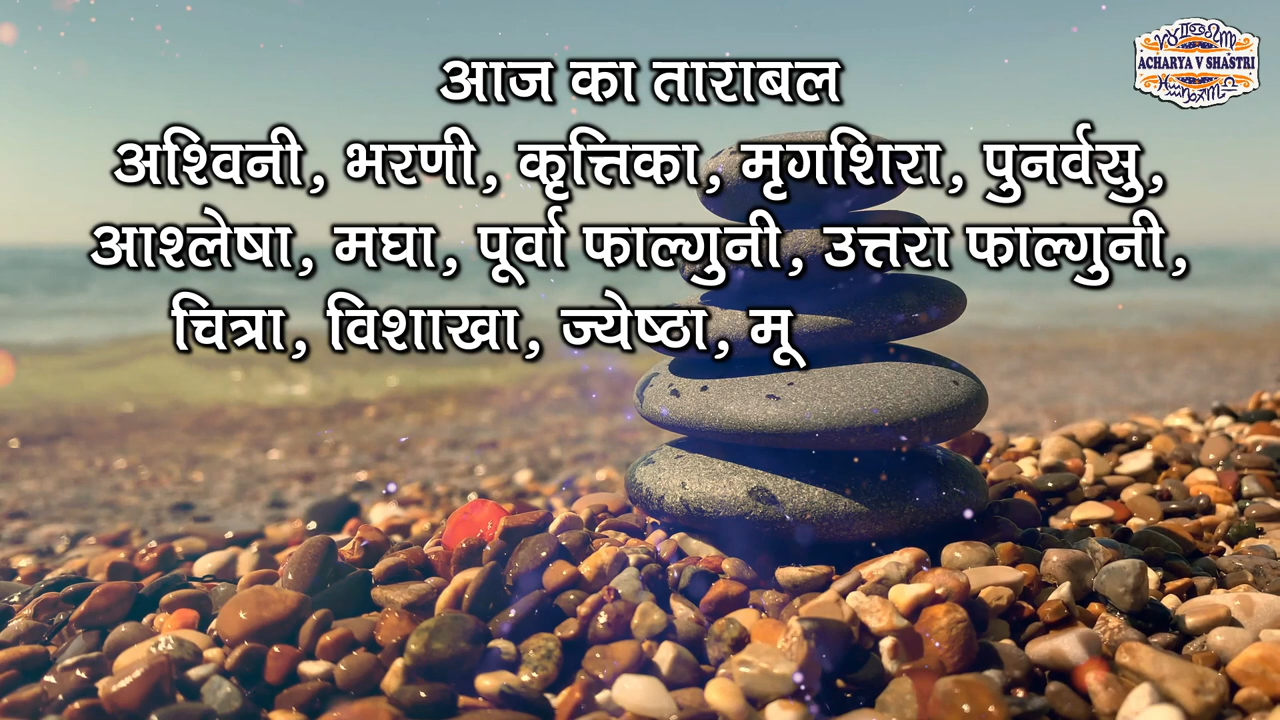 ACHARYA V SHASTRI
आज का ताराबल
अश्विनी, भरणी, कृत्तिका, मृगशिरा, पुनर्वसु,
आश्लेषा, मघा, पूर्वा फाल्गुनी, उत्तरा फाल्गुनी,
चित्रा, विशाखा, ज्येष्ठा, मू